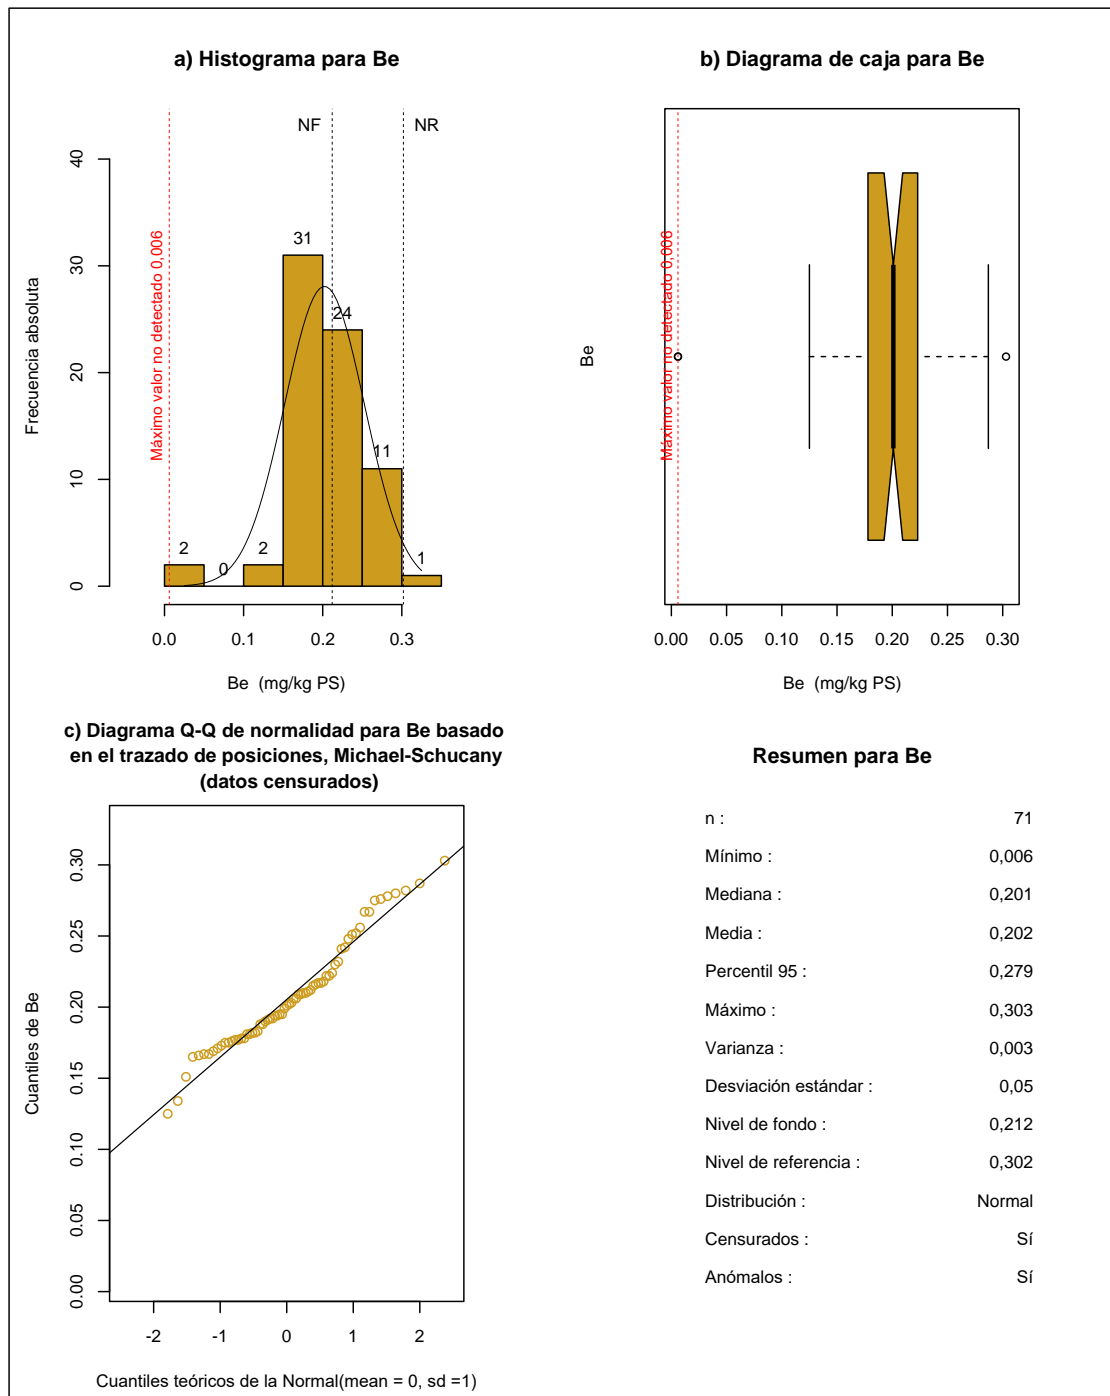 a) Histograma para Be
NF
NR
40
30
20
10
0
Frecuencia absoluta
Máximo valor no detectado 0,006
2
0
2
31
24
11
1
0.0 0.1 0.2 0.3
Be (mg/kg PS)
b) Diagrama de caja para Be
Be
Máximo valor no detectado 0,006
0.00 0.05 0.10 0.15 0.20 0.25 0.30
Be (mg/kg PS)
c) Diagrama Q-Q de normalidad para Be basado
en el trazado de posiciones, Michael-Schucany
(datos censurados)
Cuantiles de Be
0.30
0.25
0.20
0.15
0.10
0.05
0.00
-2 -1 0 1 2
Cuantiles teóricos de la Normal(mean = 0, sd =1)
Resumen para Be
n : 71
Mínimo : 0,006
Mediana : 0,201
Media : 0,202
Percentil 95 : 0,279
Máximo : 0,303
Varianza : 0,003
Desviación estándar : 0,05
Nivel de fondo : 0,212
Nivel de referencia : 0,302
Distribución : Normal
Censurados : Sí
Anómalos : Sí